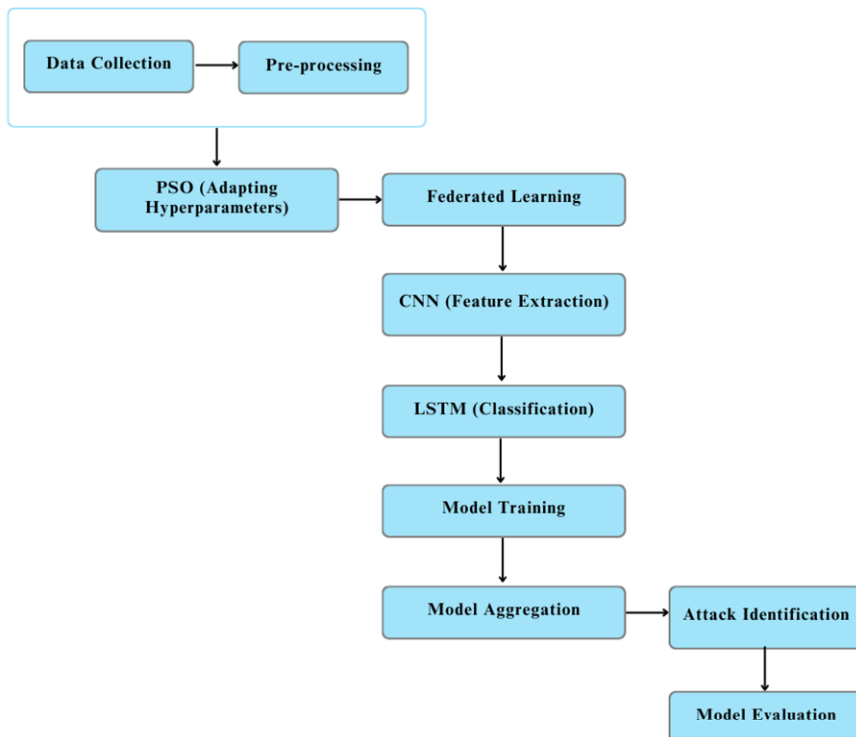 Data Collection
Pre-processing
PSO (Adapting
Hyperparameters)
Federated Learning
CNN (Feature Extraction)
LSTM (Classification)
Model Training
Model Aggregation
Attack Identification
Model Evaluation